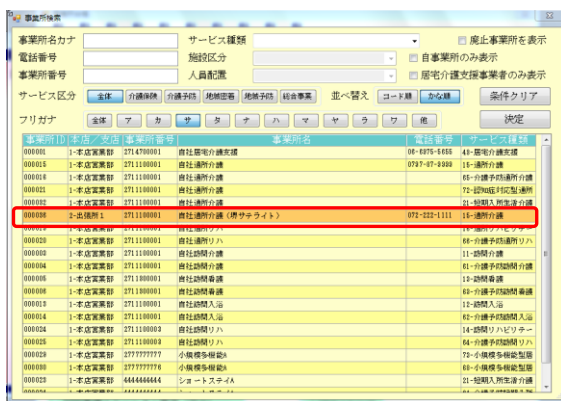 事業所検索
事業所名カナ サービス種類 廃止事業所を表示
電話番号 施設区分 自事業所のみ表示
事業所番号 人員配置 居宅介護支援事業者のみ表示
サービス区分 全体 介護保険 介護予防 地域密着 地域予防 総合事業 並べ替え コード順 かな順 条件クリア
フリガナ 全体 ア カ サ タ ナ ハ マ ヤ ラ ワ 他 決定
事業所ID 本店／支店 事業所番号 事業所名 電話番号 サービス種類
000001 1-本店営業部 2714700001 自社居宅介護支援 06-6375-5655 43-居宅介護支援
000015 1-本店営業部 2711100001 自社通所介護 15-通所介護
000016 1-本店営業部 2711100001 自社通所介護 65-介護予防通所介護
000021 1-本店営業部 2711100001 自社通所介護 72-認知症対応型通所
1-本店営業部 2711100001 自社通所介護 21-短期入所生活介護
2-出張所１ 2711100001 自社通所介護（堺サテライト） 072-222-1111 15-通所介護
1-本店営業部 2711100001 自社通所リハ
000020 1-本店営業部 2711100001 自社通所リハ 66-介護予防通所リハ
000003 1-本店営業部 2711100001 自社訪問介護 11-訪問介護
000004 1-本店営業部 2711100001 自社訪問介護 61-介護予防訪問介護
000005 1-本店営業部 2711100001 自社訪問看護 13-訪問看護
1-本店営業部 2711100001 自社訪問看護 63-介護予防訪問看護
000013 1-本店営業部 2711100001 自社訪問入浴 12-訪問入浴
000014 1-本店営業部 2711100001 自社訪問入浴 62-介護予防訪問入浴
000024 1-本店営業部 2711100003 自社訪問リハ 14-訪問リハビリテー
000025 1-本店営業部 2711100003 自社訪問リハ 64-介護予防訪問リハ
000029 1-本店営業部 2777777777 小規模多機能A 73-小規模多機能型居
000030 1-本店営業部 2777777776 小規模多機能A 68-小規模多機能型居
000023 1-本店営業部 4444444444 ショートステイA 21-短期入所生活介護